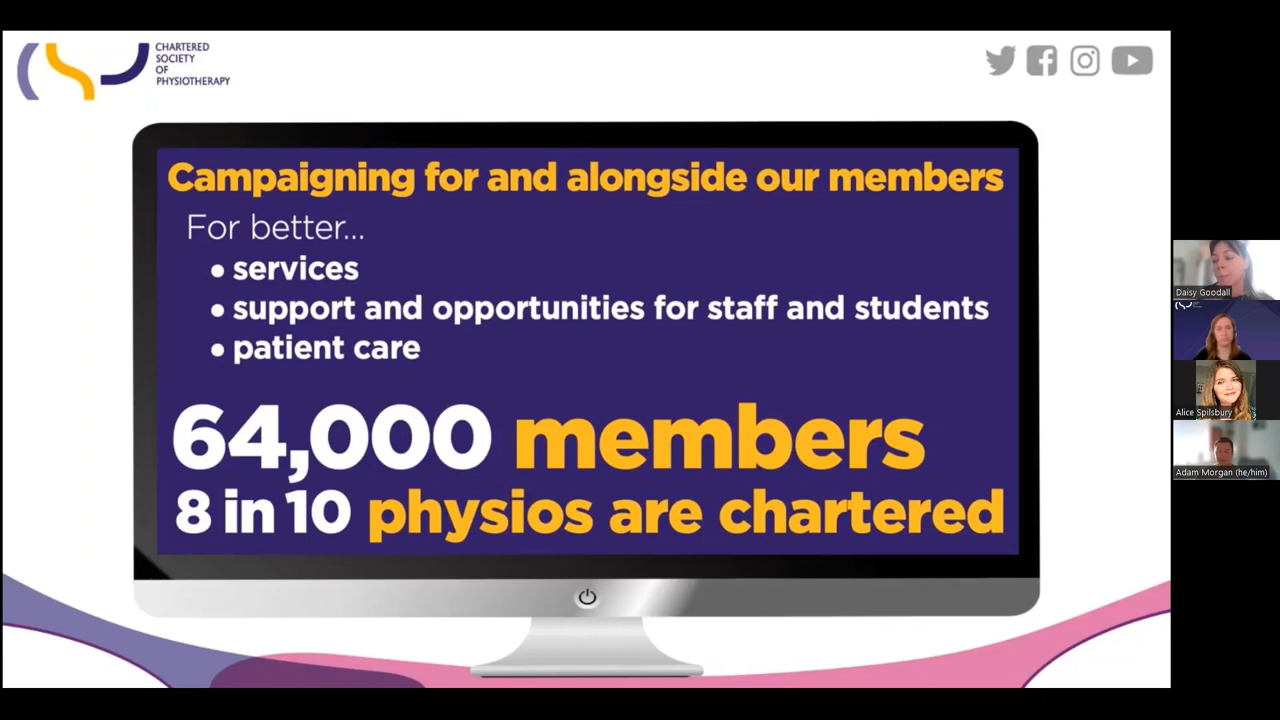 CHARTERED
SOCIETY
OF
PHYSIOTHERAPY
Campaigning for and alongside our members
For better...
• services
• support and opportunities for staff and students
• patient care
64,000 members
8 in 10 physios are chartered
Daisy Goodall
Alice Spilsbury
Adam Morgan (he/him)